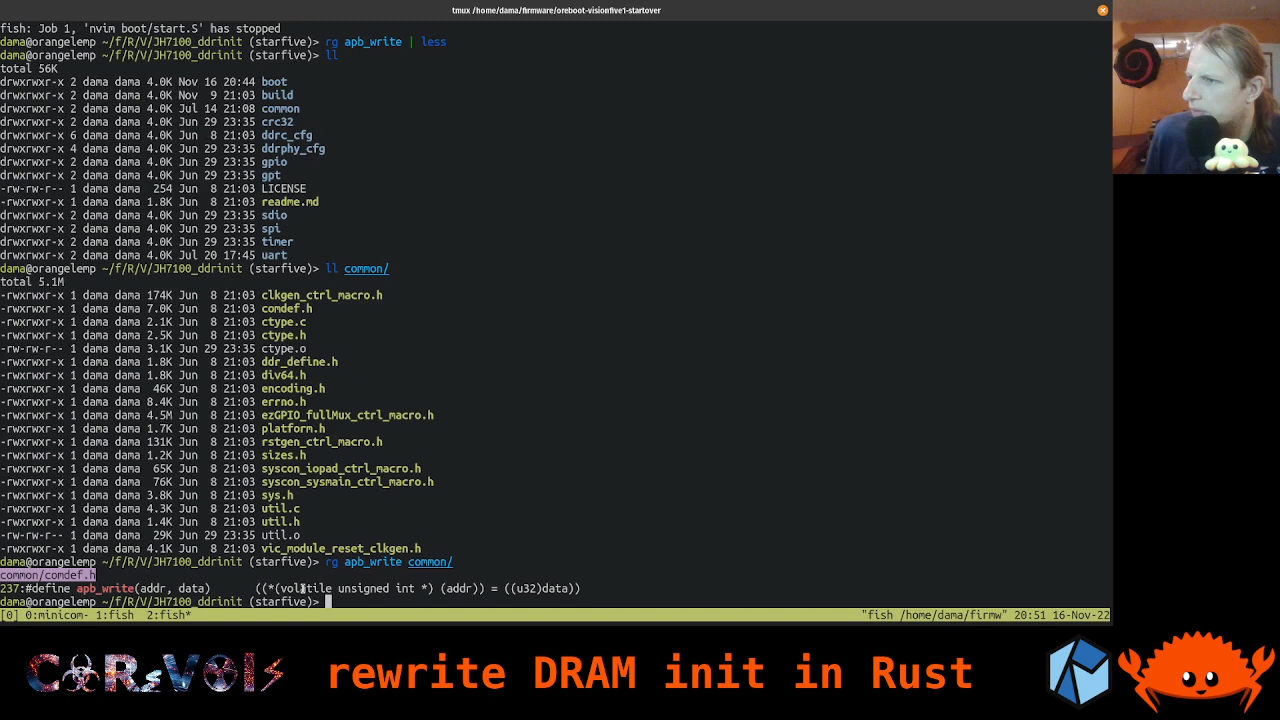 tmux /home/dama/firmware/oreboot-visionfive1-startover
fish: Job 1, 'nvim boot/start.S' has stopped
dama@orangelemp ~/f/R/V/JH7100_ddrinit (starfive)> rg apb_write | less
dama@orangelemp ~/f/R/V/JH7100_ddrinit (starfive)> ll
total 56K
drwxrwxr-x 2 dama dama 4.0K Nov 16 20:44 boot
drwxrwxr-x 2 dama dama 4.0K Nov  9 21:03 build
drwxrwxr-x 2 dama dama 4.0K Jul 14 21:08 common
drwxrwxr-x 2 dama dama 4.0K Jun 29 23:35 crc32
drwxrwxr-x 6 dama dama 4.0K Jun  8 21:03 ddrc_cfg
drwxrwxr-x 4 dama dama 4.0K Jun 29 23:35 ddrphy_cfg
drwxrwxr-x 2 dama dama 4.0K Jun 29 23:35 gpio
drwxrwxr-x 2 dama dama 4.0K Jun 29 23:35 gpt
-rw-rw-r-- 1 dama dama  254 Jun  8 21:03 LICENSE
-rwxrwxr-x 1 dama dama 1.8K Jun  8 21:03 readme.md
drwxrwxr-x 2 dama dama 4.0K Jun 29 23:35 sdio
drwxrwxr-x 2 dama dama 4.0K Jun 29 23:35 spi
drwxrwxr-x 2 dama dama 4.0K Jun 29 23:35 timer
drwxrwxr-x 2 dama dama 4.0K Jul 20 17:45 uart
dama@orangelemp ~/f/R/V/JH7100_ddrinit (starfive)> ll common/
total 5.1M
-rwxrwxr-x 1 dama dama 174K Jun  8 21:03 clkgen_ctrl_macro.h
-rwxrwxr-x 1 dama dama 7.0K Jun  8 21:03 comdef.h
-rwxrwxr-x 1 dama dama 2.1K Jun  8 21:03 ctype.c
-rwxrwxr-x 1 dama dama 2.5K Jun  8 21:03 ctype.h
-rw-rw-r-- 1 dama dama 3.1K Jun 29 23:35 ctype.o
-rwxrwxr-x 1 dama dama 1.8K Jun  8 21:03 ddr_define.h
-rwxrwxr-x 1 dama dama 1.8K Jun  8 21:03 div64.h
-rwxrwxr-x 1 dama dama  46K Jun  8 21:03 encoding.h
-rwxrwxr-x 1 dama dama 8.4K Jun  8 21:03 errno.h
-rwxrwxr-x 1 dama dama 4.5M Jun  8 21:03 ezGPIO_fullMux_ctrl_macro.h
-rwxrwxr-x 1 dama dama 1.7K Jun  8 21:03 platform.h
-rwxrwxr-x 1 dama dama 131K Jun  8 21:03 rstgen_ctrl_macro.h
-rwxrwxr-x 1 dama dama 1.2K Jun  8 21:03 sizes.h
-rwxrwxr-x 1 dama dama  65K Jun  8 21:03 syscon_iopad_ctrl_macro.h
-rwxrwxr-x 1 dama dama  76K Jun  8 21:03 syscon_sysmain_ctrl_macro.h
-rwxrwxr-x 1 dama dama 3.8K Jun  8 21:03 sys.h
-rwxrwxr-x 1 dama dama 4.3K Jun  8 21:03 util.c
-rwxrwxr-x 1 dama dama 1.4K Jun  8 21:03 util.h
-rw-rw-r-- 1 dama dama  29K Jun 29 23:35 util.o
-rwxrwxr-x 1 dama dama 4.1K Jun  8 21:03 vic_module_reset_clkgen.h
dama@orangelemp ~/f/R/V/JH7100_ddrinit (starfive)> rg apb_write common/
common/comdef.h
237:#define apb_write(addr, data)       ((*(volatile unsigned int *) (addr)) = ((u32)data))
dama@orangelemp ~/f/R/V/JH7100_ddrinit (starfive)>
[0] 0:minicom- 1:fish  2:fish*    "fish /home/dama/firmw" 20:51 16-Nov-22
rewrite DRAM init in Rust